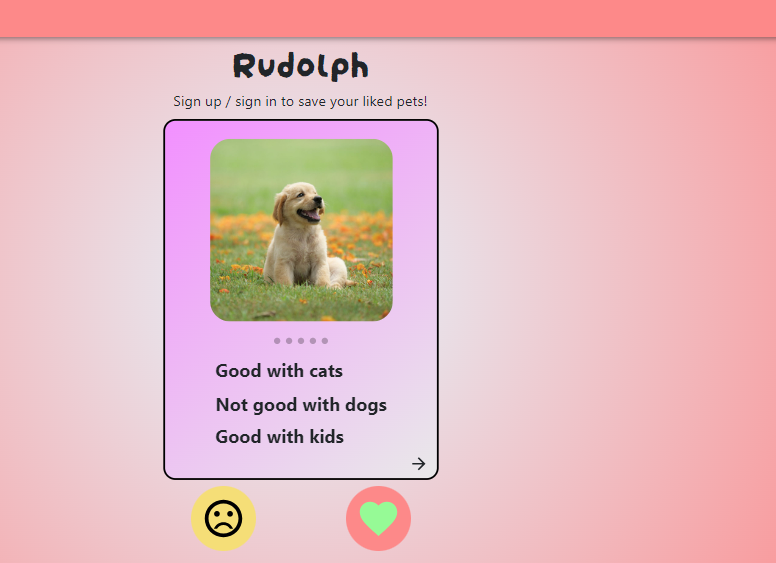 Rudolph
Sign up / sign in to save your liked pets!
Good with cats
Not good with dogs
Good with kids